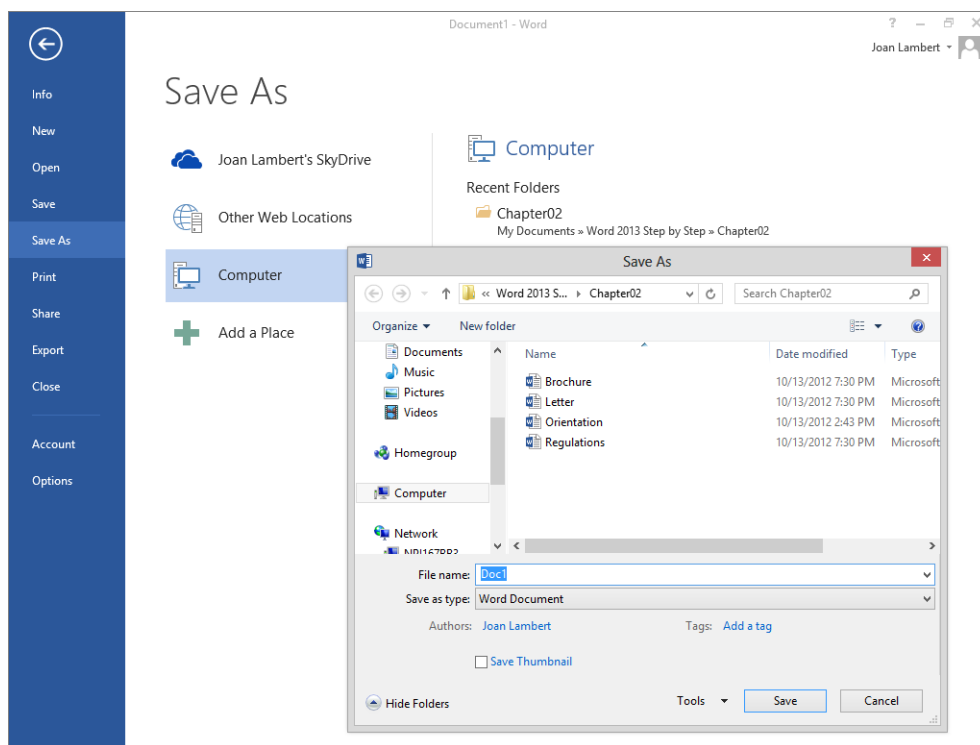 Document1 - Word
?
Joan Lambert
Info
New
Open
Save
Save As
Print
Share
Export
Close
Account
Options
Save As
Joan Lambert's SkyDrive
Other Web Locations
Computer
Add a Place
Computer
Recent Folders
Chapter02
My Documents » Word 2013 Step by Step » Chapter02
Save As
« Word 2013 S... Chapter02
Search Chapter02
Organize New folder
Documents
Music
Pictures
Videos
Homegroup
Computer
Network
Name Date modified Type
Brochure 10/13/2012 7:30 PM Microsoft
Letter 10/13/2012 7:30 PM Microsoft
Orientation 10/13/2012 2:43 PM Microsoft
Regulations 10/13/2012 7:30 PM Microsoft
File name: Doc1
Save as type: Word Document
Authors: Joan Lambert Tags: Add a tag
Save Thumbnail
Hide Folders Tools Save Cancel